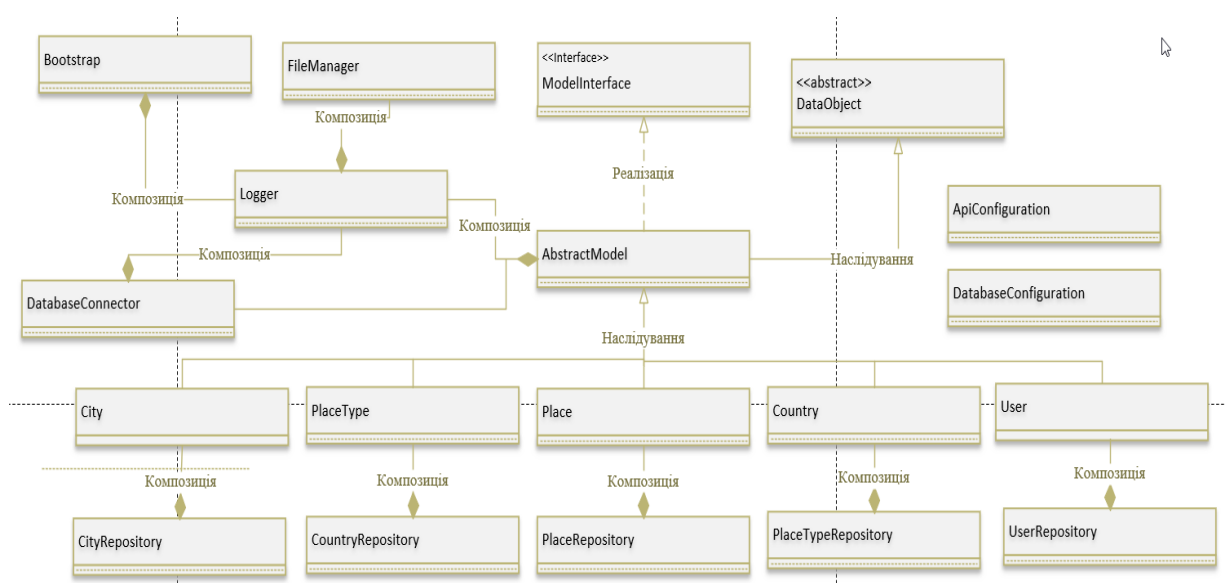 Bootstrap
FileManager
<<Interface>>
ModelInterface
<<abstract>>
DataObject
Композиція
Реалізація
Композиція
Logger
Композиція
ApiConfiguration
Композиція
AbstractModel
Наслідування
DatabaseConnector
DatabaseConfiguration
Наслідування
City
PlaceType
Place
Country
User
Композиція
Композиція
Композиція
Композиція
Композиція
CityRepository
CountryRepository
PlaceRepository
PlaceTypeRepository
UserRepository